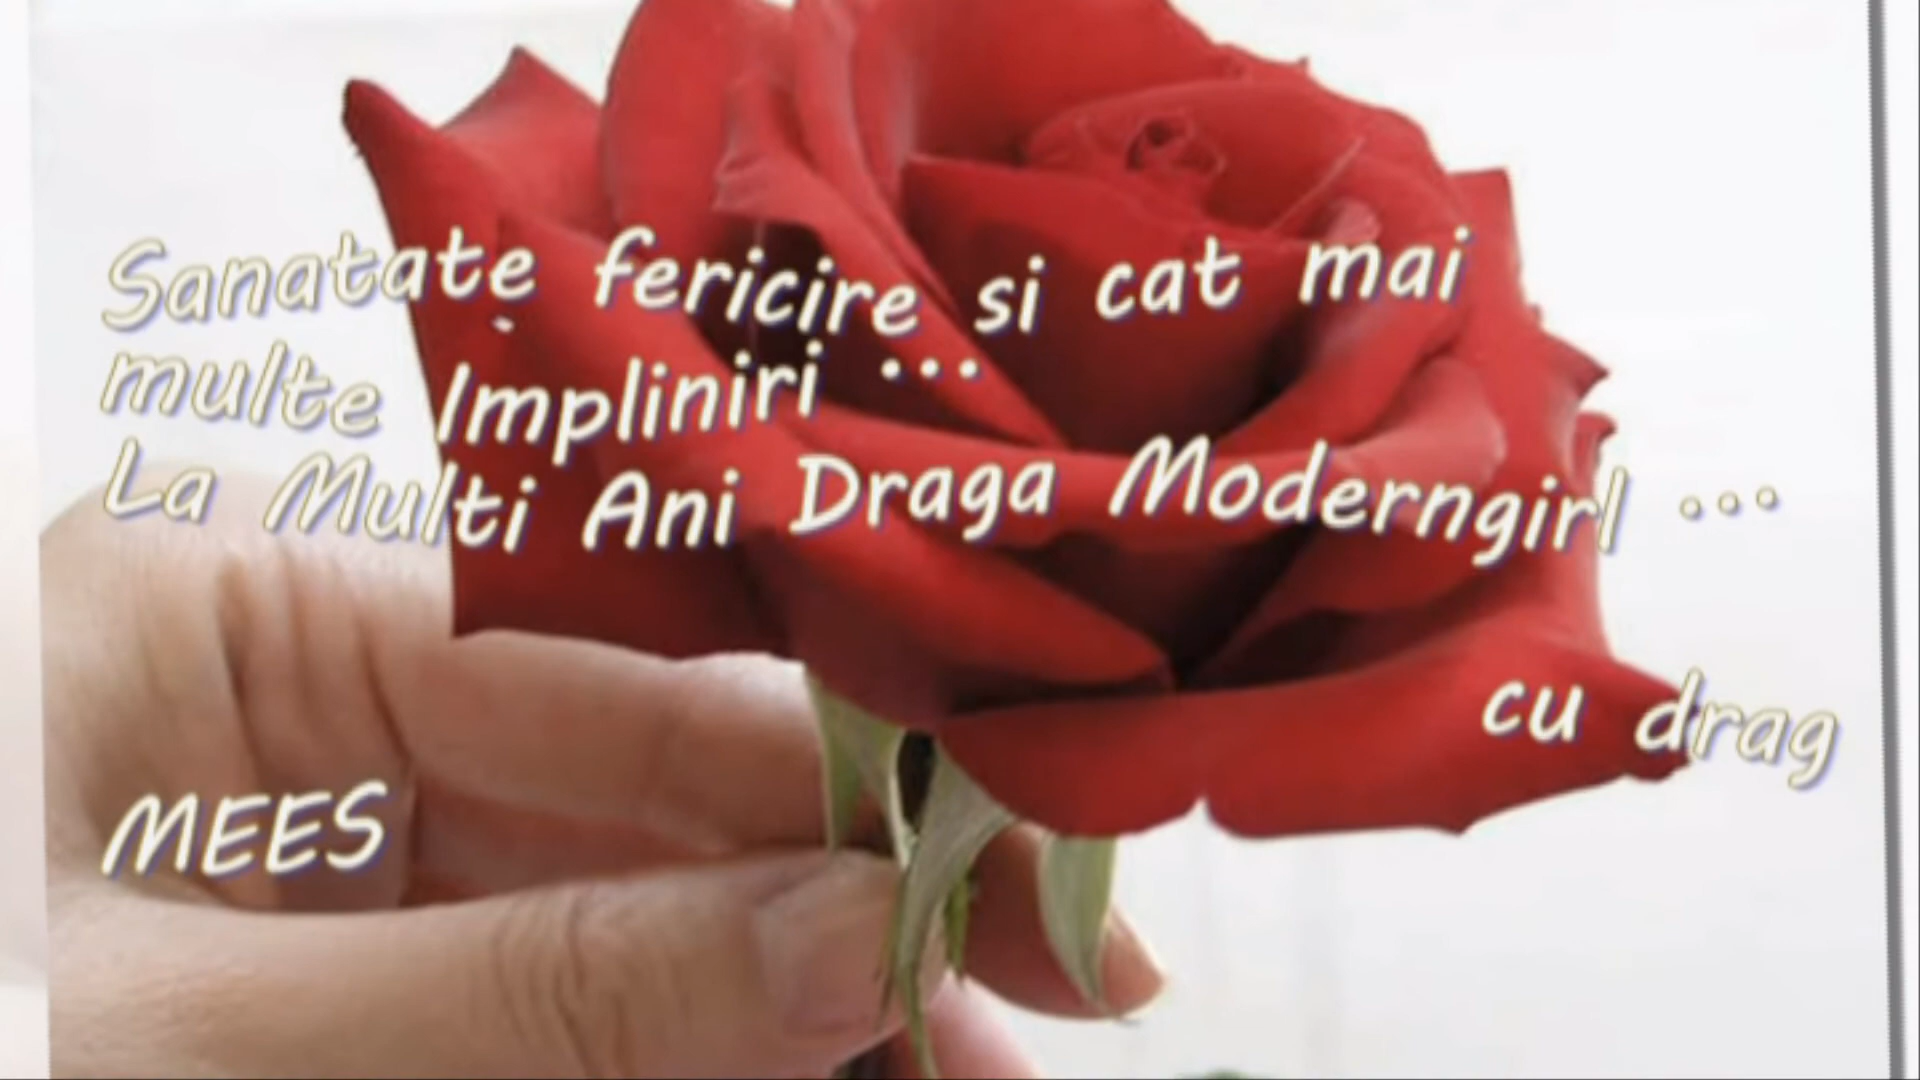 Sanatate fericire si cat mai
multe Impliniri ...
La Multi Ani Draga Moderngirl ...
cu drag
MEES